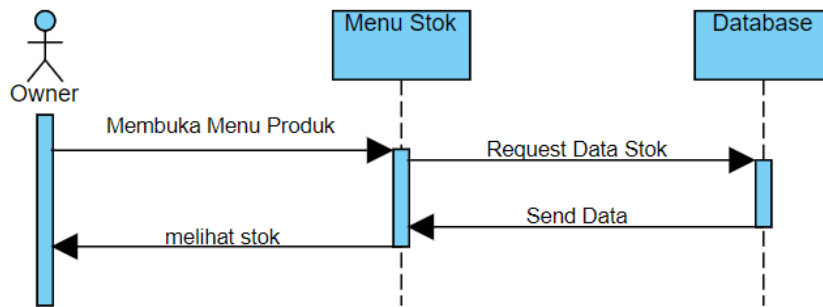 Menu Stok
Database
Owner
Membuka Menu Produk
Request Data Stok
Send Data
melihat stok